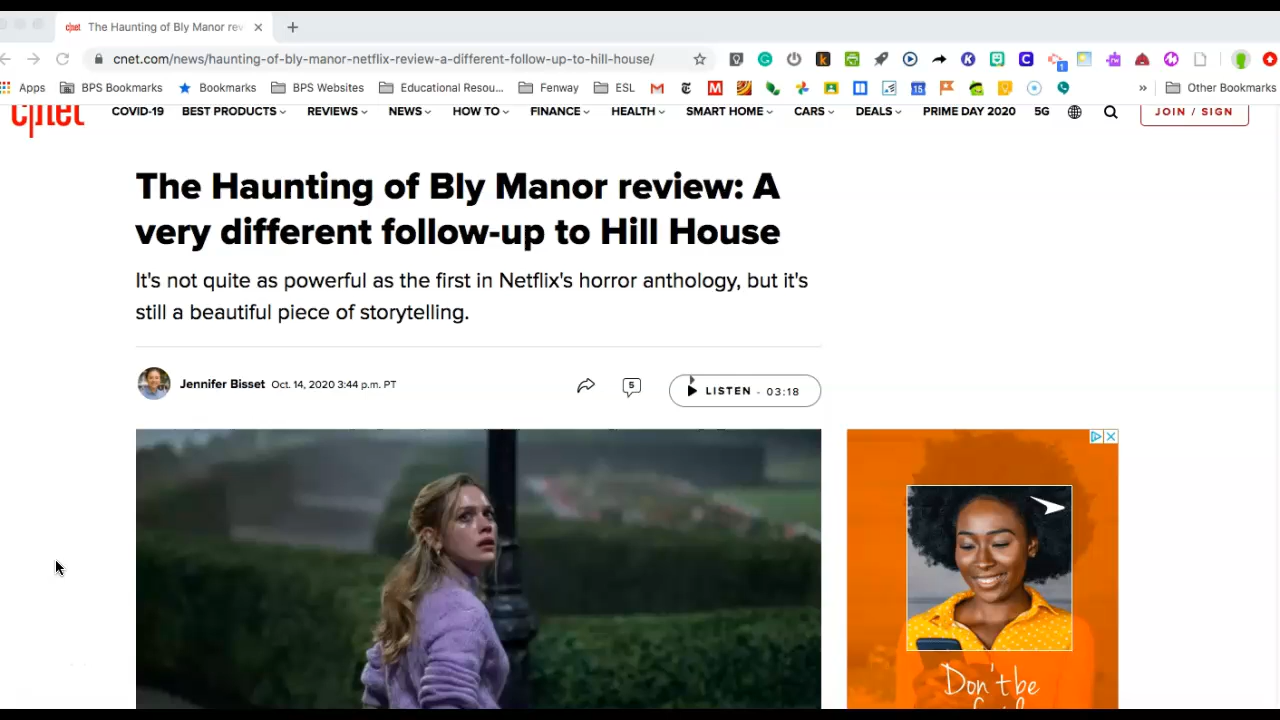 cnet The Haunting of Bly Manor rev
cnet.com/news/haunting-of-bly-manor-netflix-review-a-different-follow-up-to-hill-house/
Apps BPS Bookmarks Bookmarks BPS Websites Educational Resou... Fenway ESL » Other Bookmarks
cnet COVID-19 BEST PRODUCTS REVIEWS NEWS HOW TO FINANCE HEALTH SMART HOME CARS DEALS PRIME DAY 2020 5G JOIN / SIGN
The Haunting of Bly Manor review: A
very different follow-up to Hill House
It's not quite as powerful as the first in Netflix's horror anthology, but it's
still a beautiful piece of storytelling.
Jennifer Bisset Oct. 14, 2020 3:44 p.m. PT 5 LISTEN - 03:18
Don't be